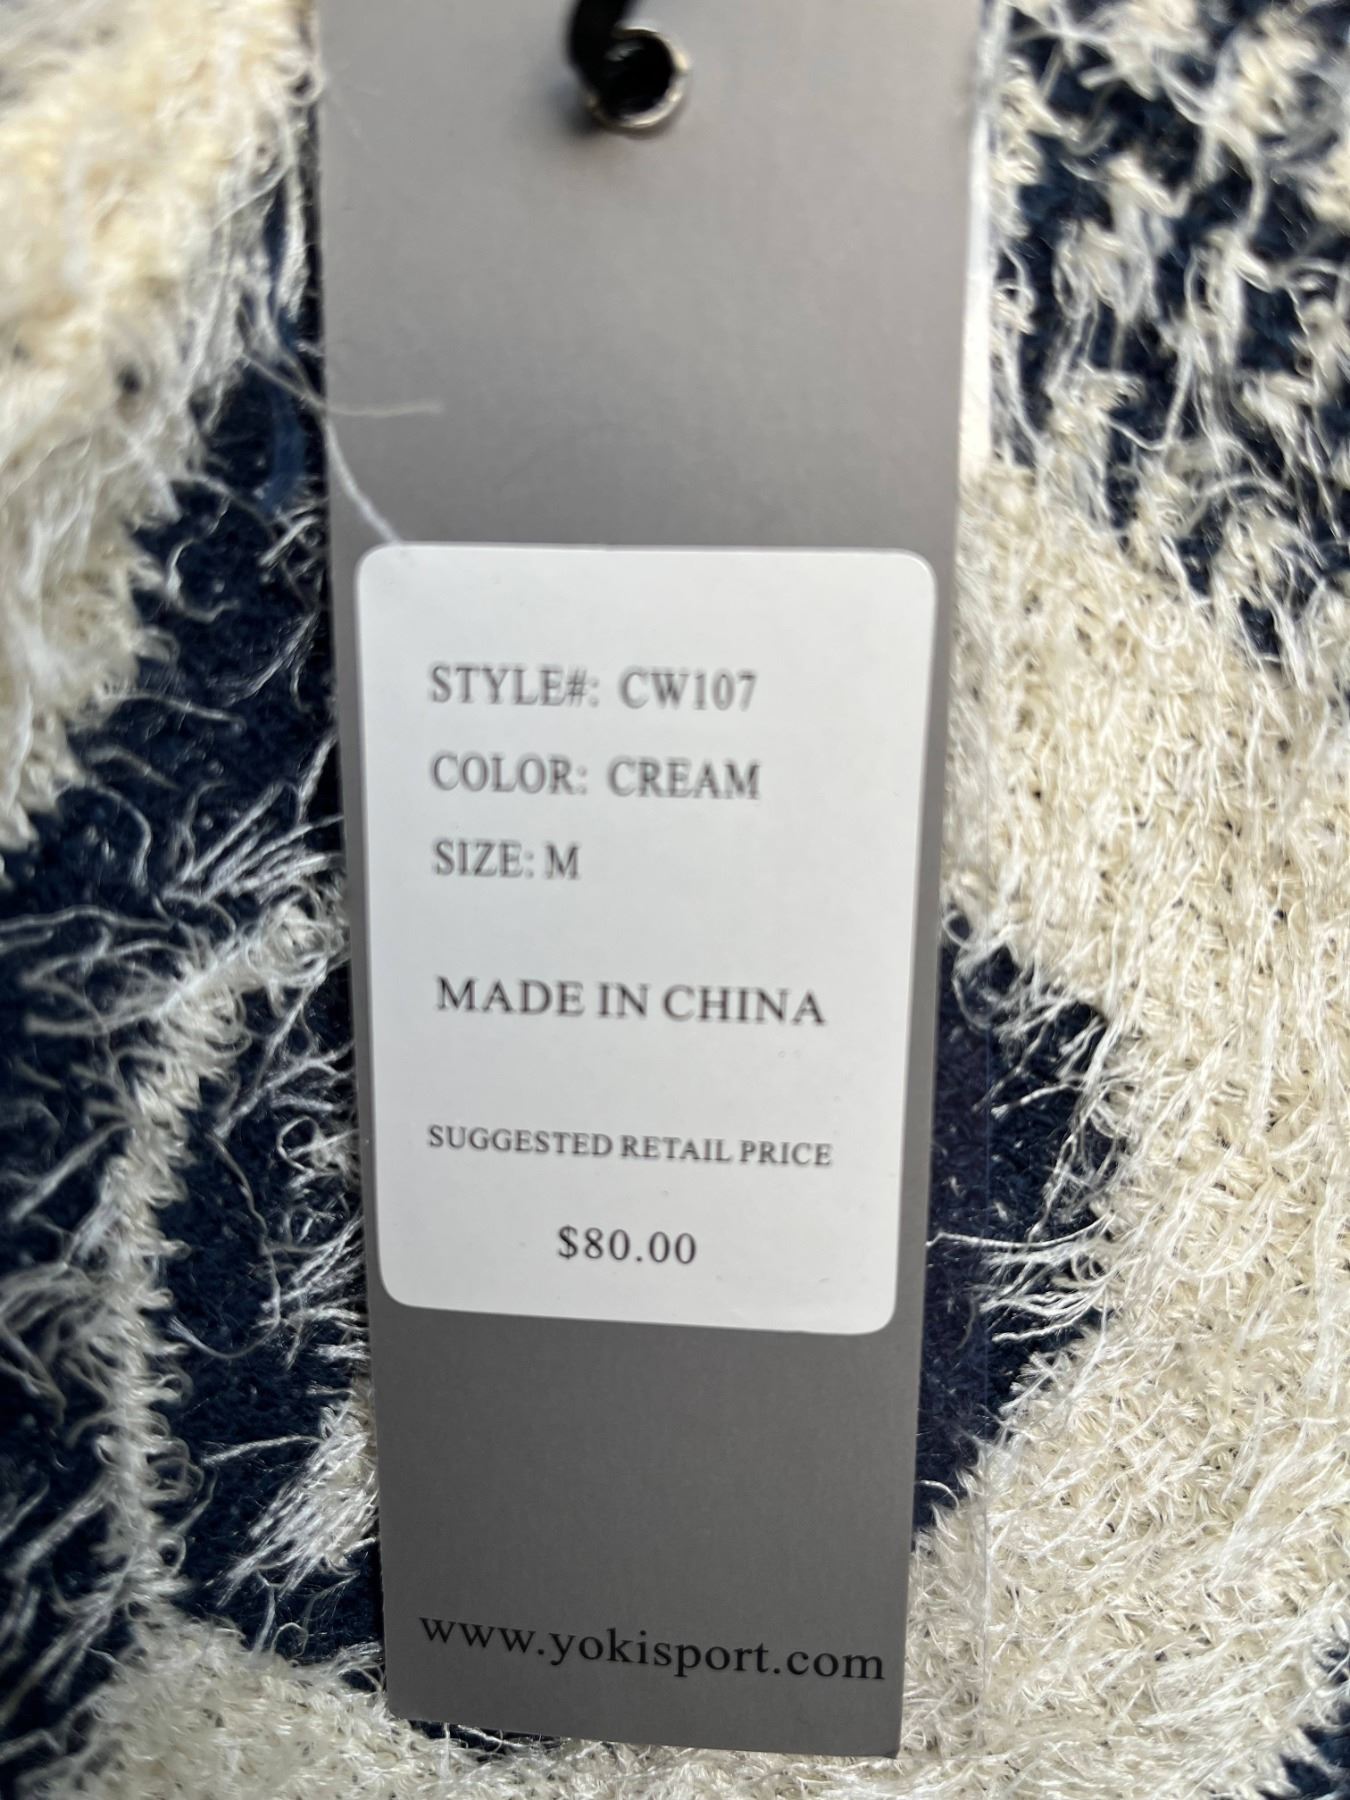 STYLE#: CW107
COLOR: CREAM
SIZE: M
MADE IN CHINA
SUGGESTED RETAIL PRICE
$80.00
www.yokisport.com